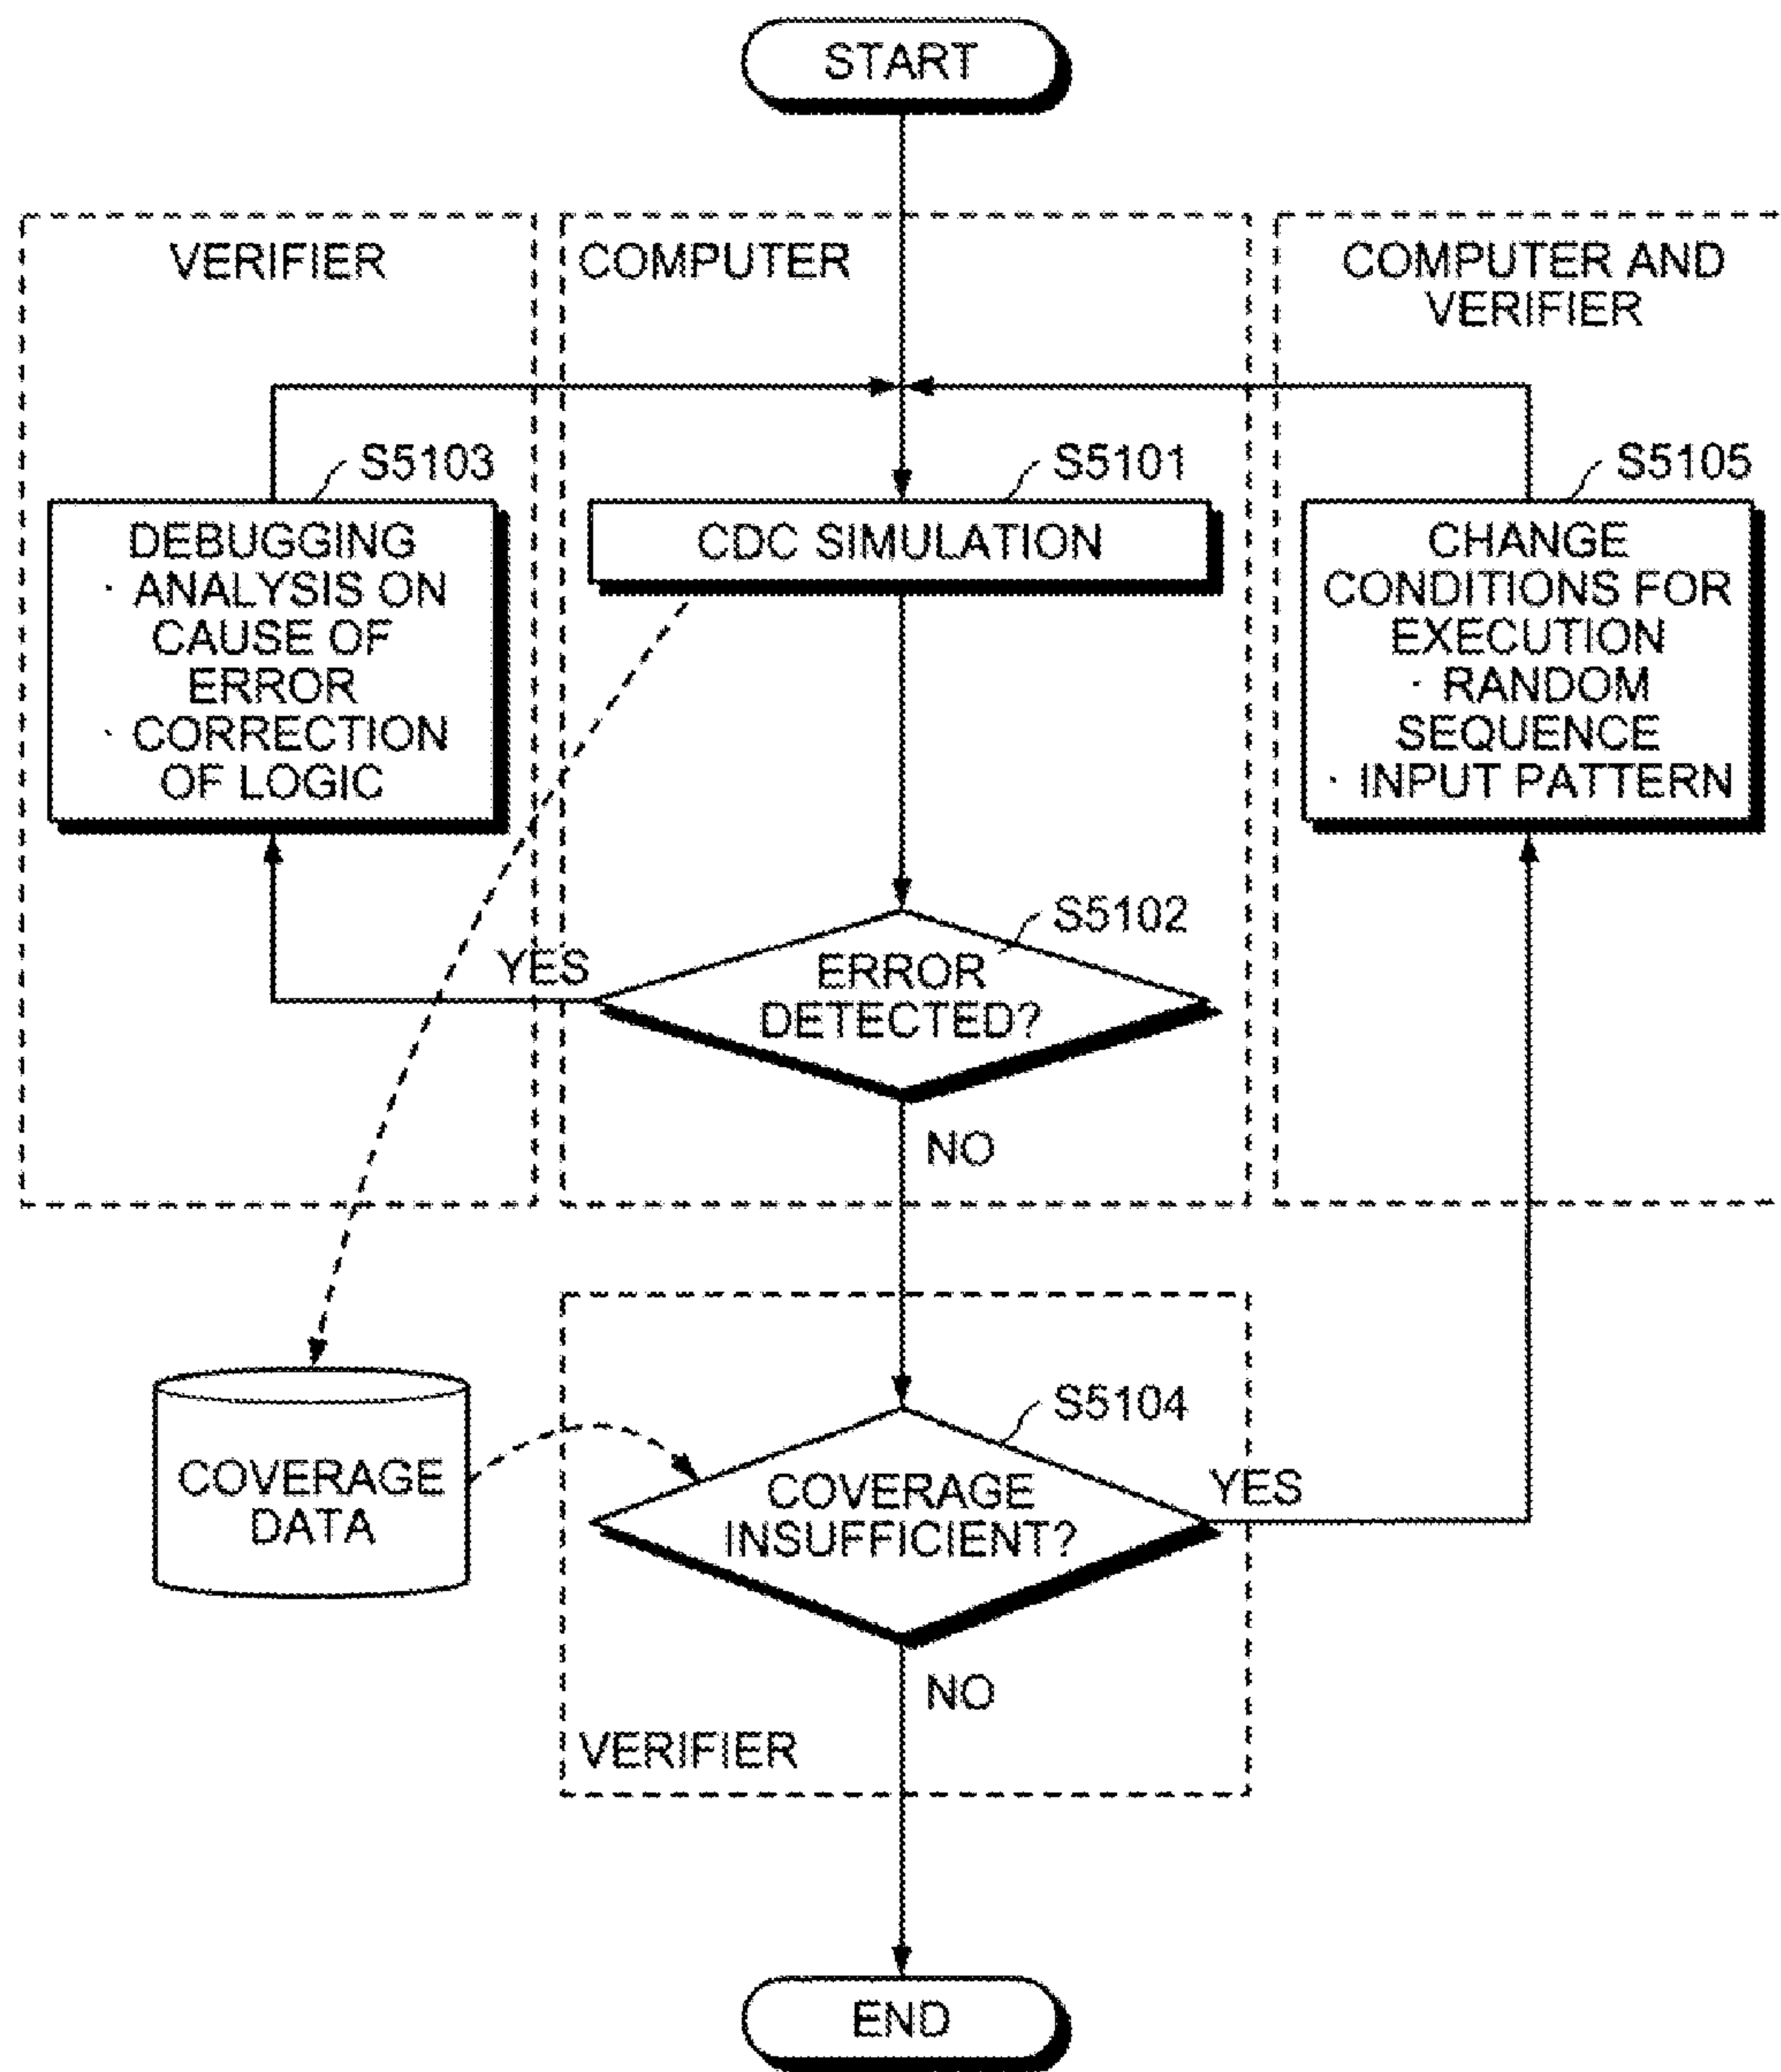 START
VERIFIER
COMPUTER
COMPUTER AND
VERIFIER
S5103
S5101
S5105
DEBUGGING
· ANALYSIS ON
CAUSE OF
ERROR
· CORRECTION
OF LOGIC
CDC SIMULATION
CHANGE
CONDITIONS FOR
EXECUTION
· RANDOM
SEQUENCE
· INPUT PATTERN
S5102
YES
ERROR
DETECTED?
NO
S5104
COVERAGE
DATA
COVERAGE
INSUFFICIENT?
YES
NO
VERIFIER
END